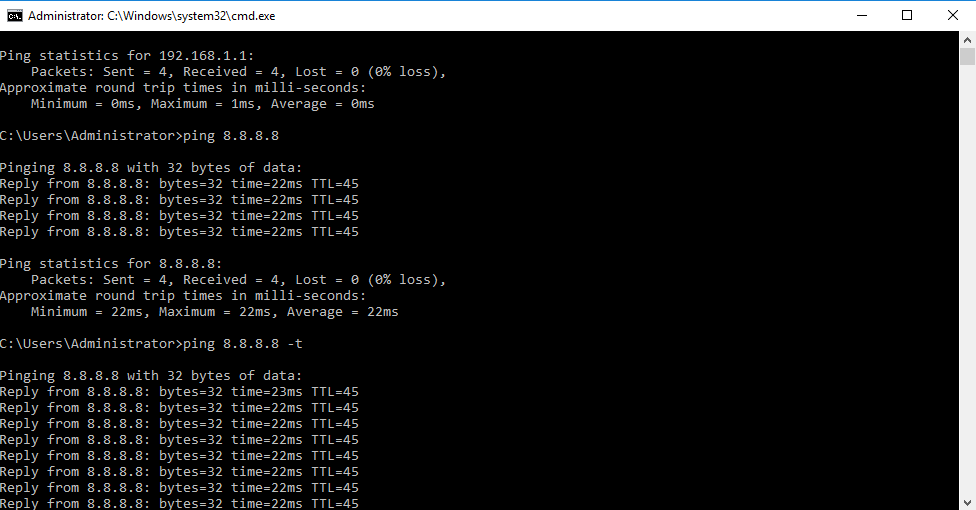 Administrator: C:\Windows\system32\cmd.exe
Ping statistics for 192.168.1.1:
    Packets: Sent = 4, Received = 4, Lost = 0 (0% loss),
Approximate round trip times in milli-seconds:
    Minimum = 0ms, Maximum = 1ms, Average = 0ms
C:\Users\Administrator>ping 8.8.8.8
Pinging 8.8.8.8 with 32 bytes of data:
Reply from 8.8.8.8: bytes=32 time=22ms TTL=45
Reply from 8.8.8.8: bytes=32 time=22ms TTL=45
Reply from 8.8.8.8: bytes=32 time=22ms TTL=45
Reply from 8.8.8.8: bytes=32 time=22ms TTL=45
Ping statistics for 8.8.8.8:
    Packets: Sent = 4, Received = 4, Lost = 0 (0% loss),
Approximate round trip times in milli-seconds:
    Minimum = 22ms, Maximum = 22ms, Average = 22ms
C:\Users\Administrator>ping 8.8.8.8 -t
Pinging 8.8.8.8 with 32 bytes of data:
Reply from 8.8.8.8: bytes=32 time=23ms TTL=45
Reply from 8.8.8.8: bytes=32 time=22ms TTL=45
Reply from 8.8.8.8: bytes=32 time=22ms TTL=45
Reply from 8.8.8.8: bytes=32 time=22ms TTL=45
Reply from 8.8.8.8: bytes=32 time=22ms TTL=45
Reply from 8.8.8.8: bytes=32 time=22ms TTL=45
Reply from 8.8.8.8: bytes=32 time=22ms TTL=45
Reply from 8.8.8.8: bytes=32 time=22ms TTL=45